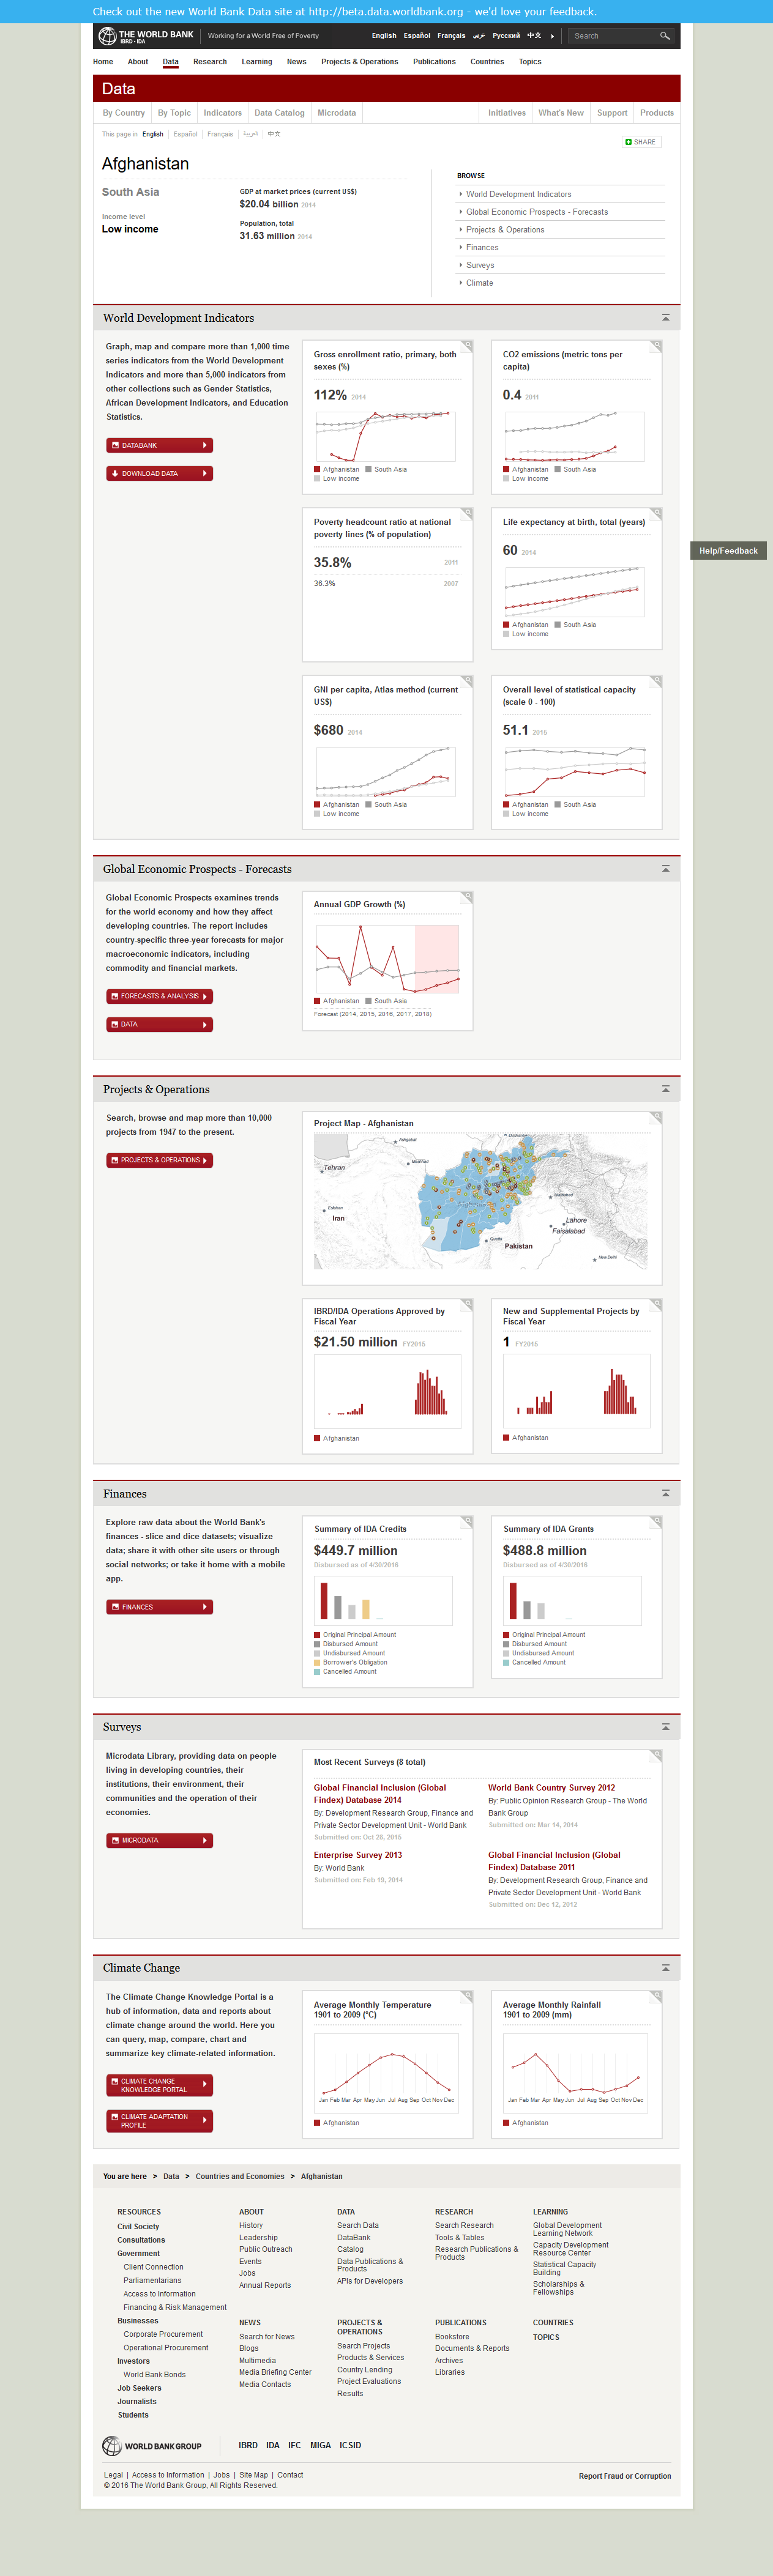 Check out the new World Bank Data site at http://beta.data.worldbank.org - we'd love your feedback.
THE WORLD BANK
IBRD • IDA
Working for a World Free of Poverty
English Español Français عربي Русский 中文
Search
Home About Data Research Learning News Projects & Operations Publications Countries Topics
Data
By Country By Topic Indicators Data Catalog Microdata Initiatives What's New Support Products
This page in English Español Français العربية 中文
SHARE
Afghanistan
South Asia
Income level
Low income
GDP at market prices (current US$)
$20.04 billion 2014
Population, total
31.63 million 2014
BROWSE
World Development Indicators
Global Economic Prospects - Forecasts
Projects & Operations
Finances
Surveys
Climate
World Development Indicators
Graph, map and compare more than 1,000 time
series indicators from the World Development
Indicators and more than 5,000 indicators from
other collections such as Gender Statistics,
African Development Indicators, and Education
Statistics.
DATABANK
DOWNLOAD DATA
Gross enrollment ratio, primary, both
sexes (%)
112% 2014
Afghanistan South Asia
Low income
CO2 emissions (metric tons per
capita)
0.4 2011
Afghanistan South Asia
Low income
Poverty headcount ratio at national
poverty lines (% of population)
35.8% 2011
36.3% 2007
Life expectancy at birth, total (years)
60 2014
Afghanistan South Asia
Low income
Help/Feedback
GNI per capita, Atlas method (current
US$)
$680 2014
Afghanistan South Asia
Low income
Overall level of statistical capacity
(scale 0 - 100)
51.1 2015
Afghanistan South Asia
Low income
Global Economic Prospects - Forecasts
Global Economic Prospects examines trends
for the world economy and how they affect
developing countries. The report includes
country-specific three-year forecasts for major
macroeconomic indicators, including
commodity and financial markets.
FORECASTS & ANALYSIS
DATA
Annual GDP Growth (%)
Afghanistan South Asia
Forecast (2014, 2015, 2016, 2017, 2018)
Projects & Operations
Search, browse and map more than 10,000
projects from 1947 to the present.
PROJECTS & OPERATIONS
Project Map - Afghanistan
Ashgabat
Dushanbe
Tehran
Mashhad
Esfahan
Iran
Islamabad
Lahore
Faisalabad
Quetta
Pakistan
New Delhi
IBRD/IDA Operations Approved by
Fiscal Year
$21.50 million FY2015
Afghanistan
New and Supplemental Projects by
Fiscal Year
1 FY2015
Afghanistan
Finances
Explore raw data about the World Bank's
finances - slice and dice datasets; visualize
data; share it with other site users or through
social networks; or take it home with a mobile
app.
FINANCES
Summary of IDA Credits
$449.7 million
Disbursed as of 4/30/2016
Original Principal Amount
Disbursed Amount
Undisbursed Amount
Borrower's Obligation
Cancelled Amount
Summary of IDA Grants
$488.8 million
Disbursed as of 4/30/2016
Original Principal Amount
Disbursed Amount
Undisbursed Amount
Cancelled Amount
Surveys
Microdata Library, providing data on people
living in developing countries, their
institutions, their environment, their
communities and the operation of their
economies.
MICRODATA
Most Recent Surveys (8 total)
Global Financial Inclusion (Global
Findex) Database 2014
By: Development Research Group, Finance and
Private Sector Development Unit - World Bank
Submitted on: Oct 28, 2015
World Bank Country Survey 2012
By: Public Opinion Research Group - The World
Bank Group
Submitted on: Mar 14, 2014
Enterprise Survey 2013
By: World Bank
Submitted on: Feb 19, 2014
Global Financial Inclusion (Global
Findex) Database 2011
By: Development Research Group, Finance and
Private Sector Development Unit - World Bank
Submitted on: Dec 12, 2012
Climate Change
The Climate Change Knowledge Portal is a
hub of information, data and reports about
climate change around the world. Here you
can query, map, compare, chart and
summarize key climate-related information.
CLIMATE CHANGE
KNOWLEDGE PORTAL
CLIMATE ADAPTATION
PROFILE
Average Monthly Temperature
1901 to 2009 (°C)
Jan Feb Mar Apr May Jun Jul Aug Sep Oct Nov Dec
Afghanistan
Average Monthly Rainfall
1901 to 2009 (mm)
Jan Feb Mar Apr May Jun Jul Aug Sep Oct Nov Dec
Afghanistan
You are here > Data > Countries and Economies > Afghanistan
RESOURCES
Civil Society
Consultations
Government
Client Connection
Parliamentarians
Access to Information
Financing & Risk Management
Businesses
Corporate Procurement
Operational Procurement
Investors
World Bank Bonds
Job Seekers
Journalists
Students
ABOUT
History
Leadership
Public Outreach
Events
Jobs
Annual Reports
DATA
Search Data
DataBank
Catalog
Data Publications &
Products
APIs for Developers
RESEARCH
Search Research
Tools & Tables
Research Publications &
Products
LEARNING
Global Development
Learning Network
Capacity Development
Resource Center
Statistical Capacity
Building
Scholarships &
Fellowships
NEWS
Search for News
Blogs
Multimedia
Media Briefing Center
Media Contacts
PROJECTS &
OPERATIONS
Search Projects
Products & Services
Country Lending
Project Evaluations
Results
PUBLICATIONS
Bookstore
Documents & Reports
Archives
Libraries
COUNTRIES
TOPICS
WORLD BANK GROUP
IBRD IDA IFC MIGA ICSID
Legal | Access to Information | Jobs | Site Map | Contact
© 2016 The World Bank Group, All Rights Reserved.
Report Fraud or Corruption